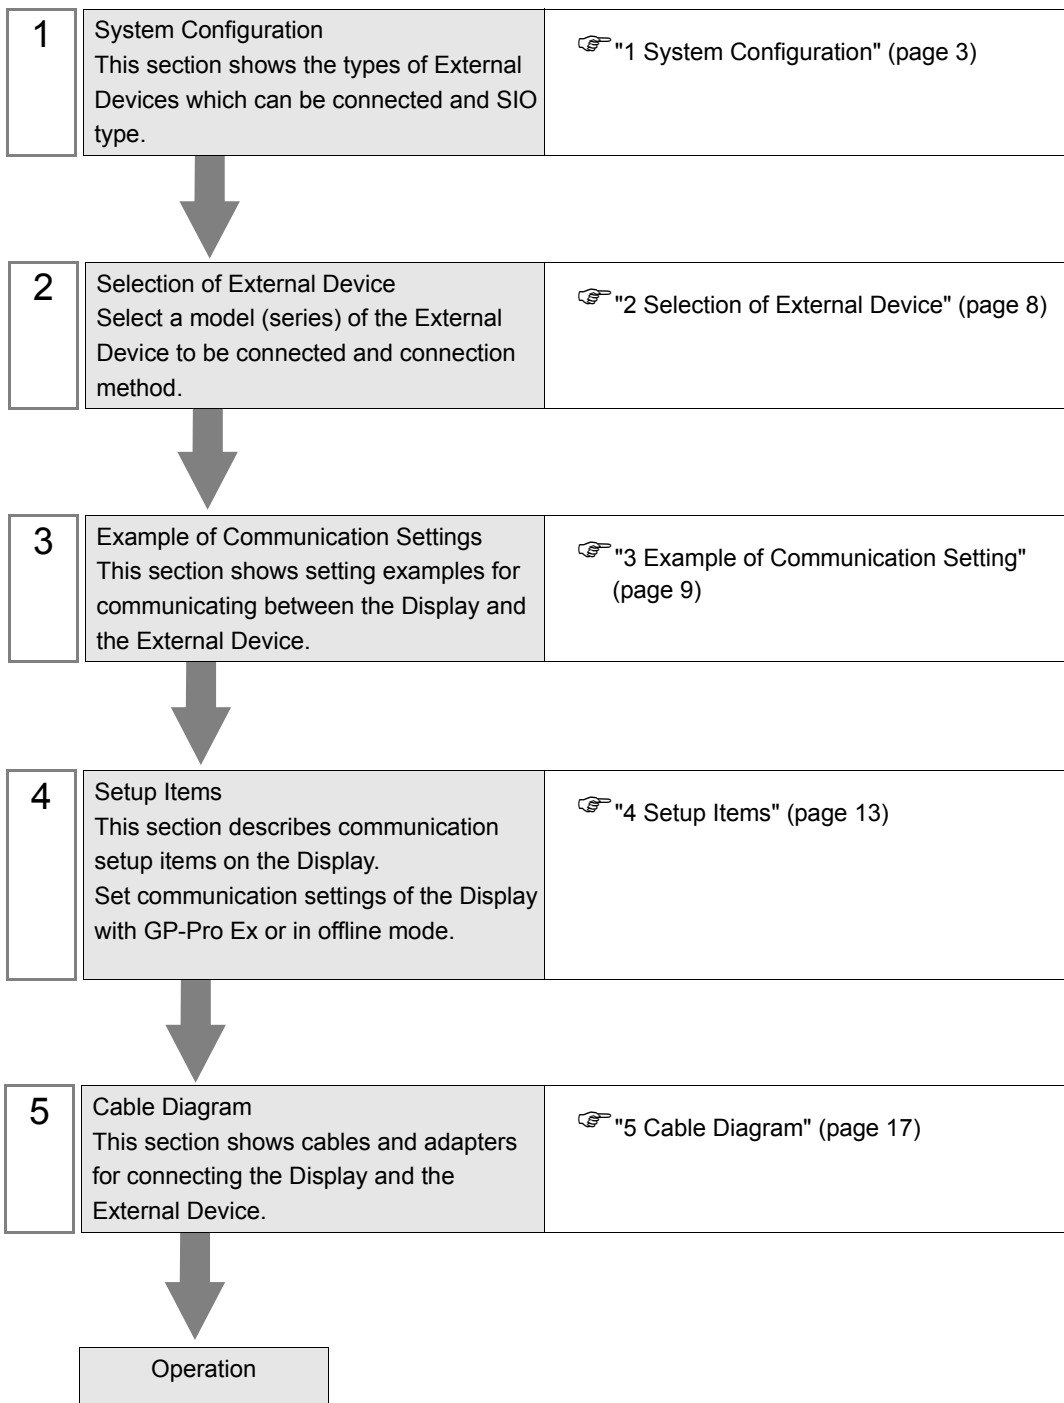 1
System Configuration
This section shows the types of External
Devices which can be connected and SIO
type.
"1 System Configuration" (page 3)
2
Selection of External Device
Select a model (series) of the External
Device to be connected and connection
method.
"2 Selection of External Device" (page 8)
3
Example of Communication Settings
This section shows setting examples for
communicating between the Display and
the External Device.
"3 Example of Communication Setting"
(page 9)
4
Setup Items
This section describes communication
setup items on the Display.
Set communication settings of the Display
with GP-Pro Ex or in offline mode.
"4 Setup Items" (page 13)
5
Cable Diagram
This section shows cables and adapters
for connecting the Display and the
External Device.
"5 Cable Diagram" (page 17)
Operation